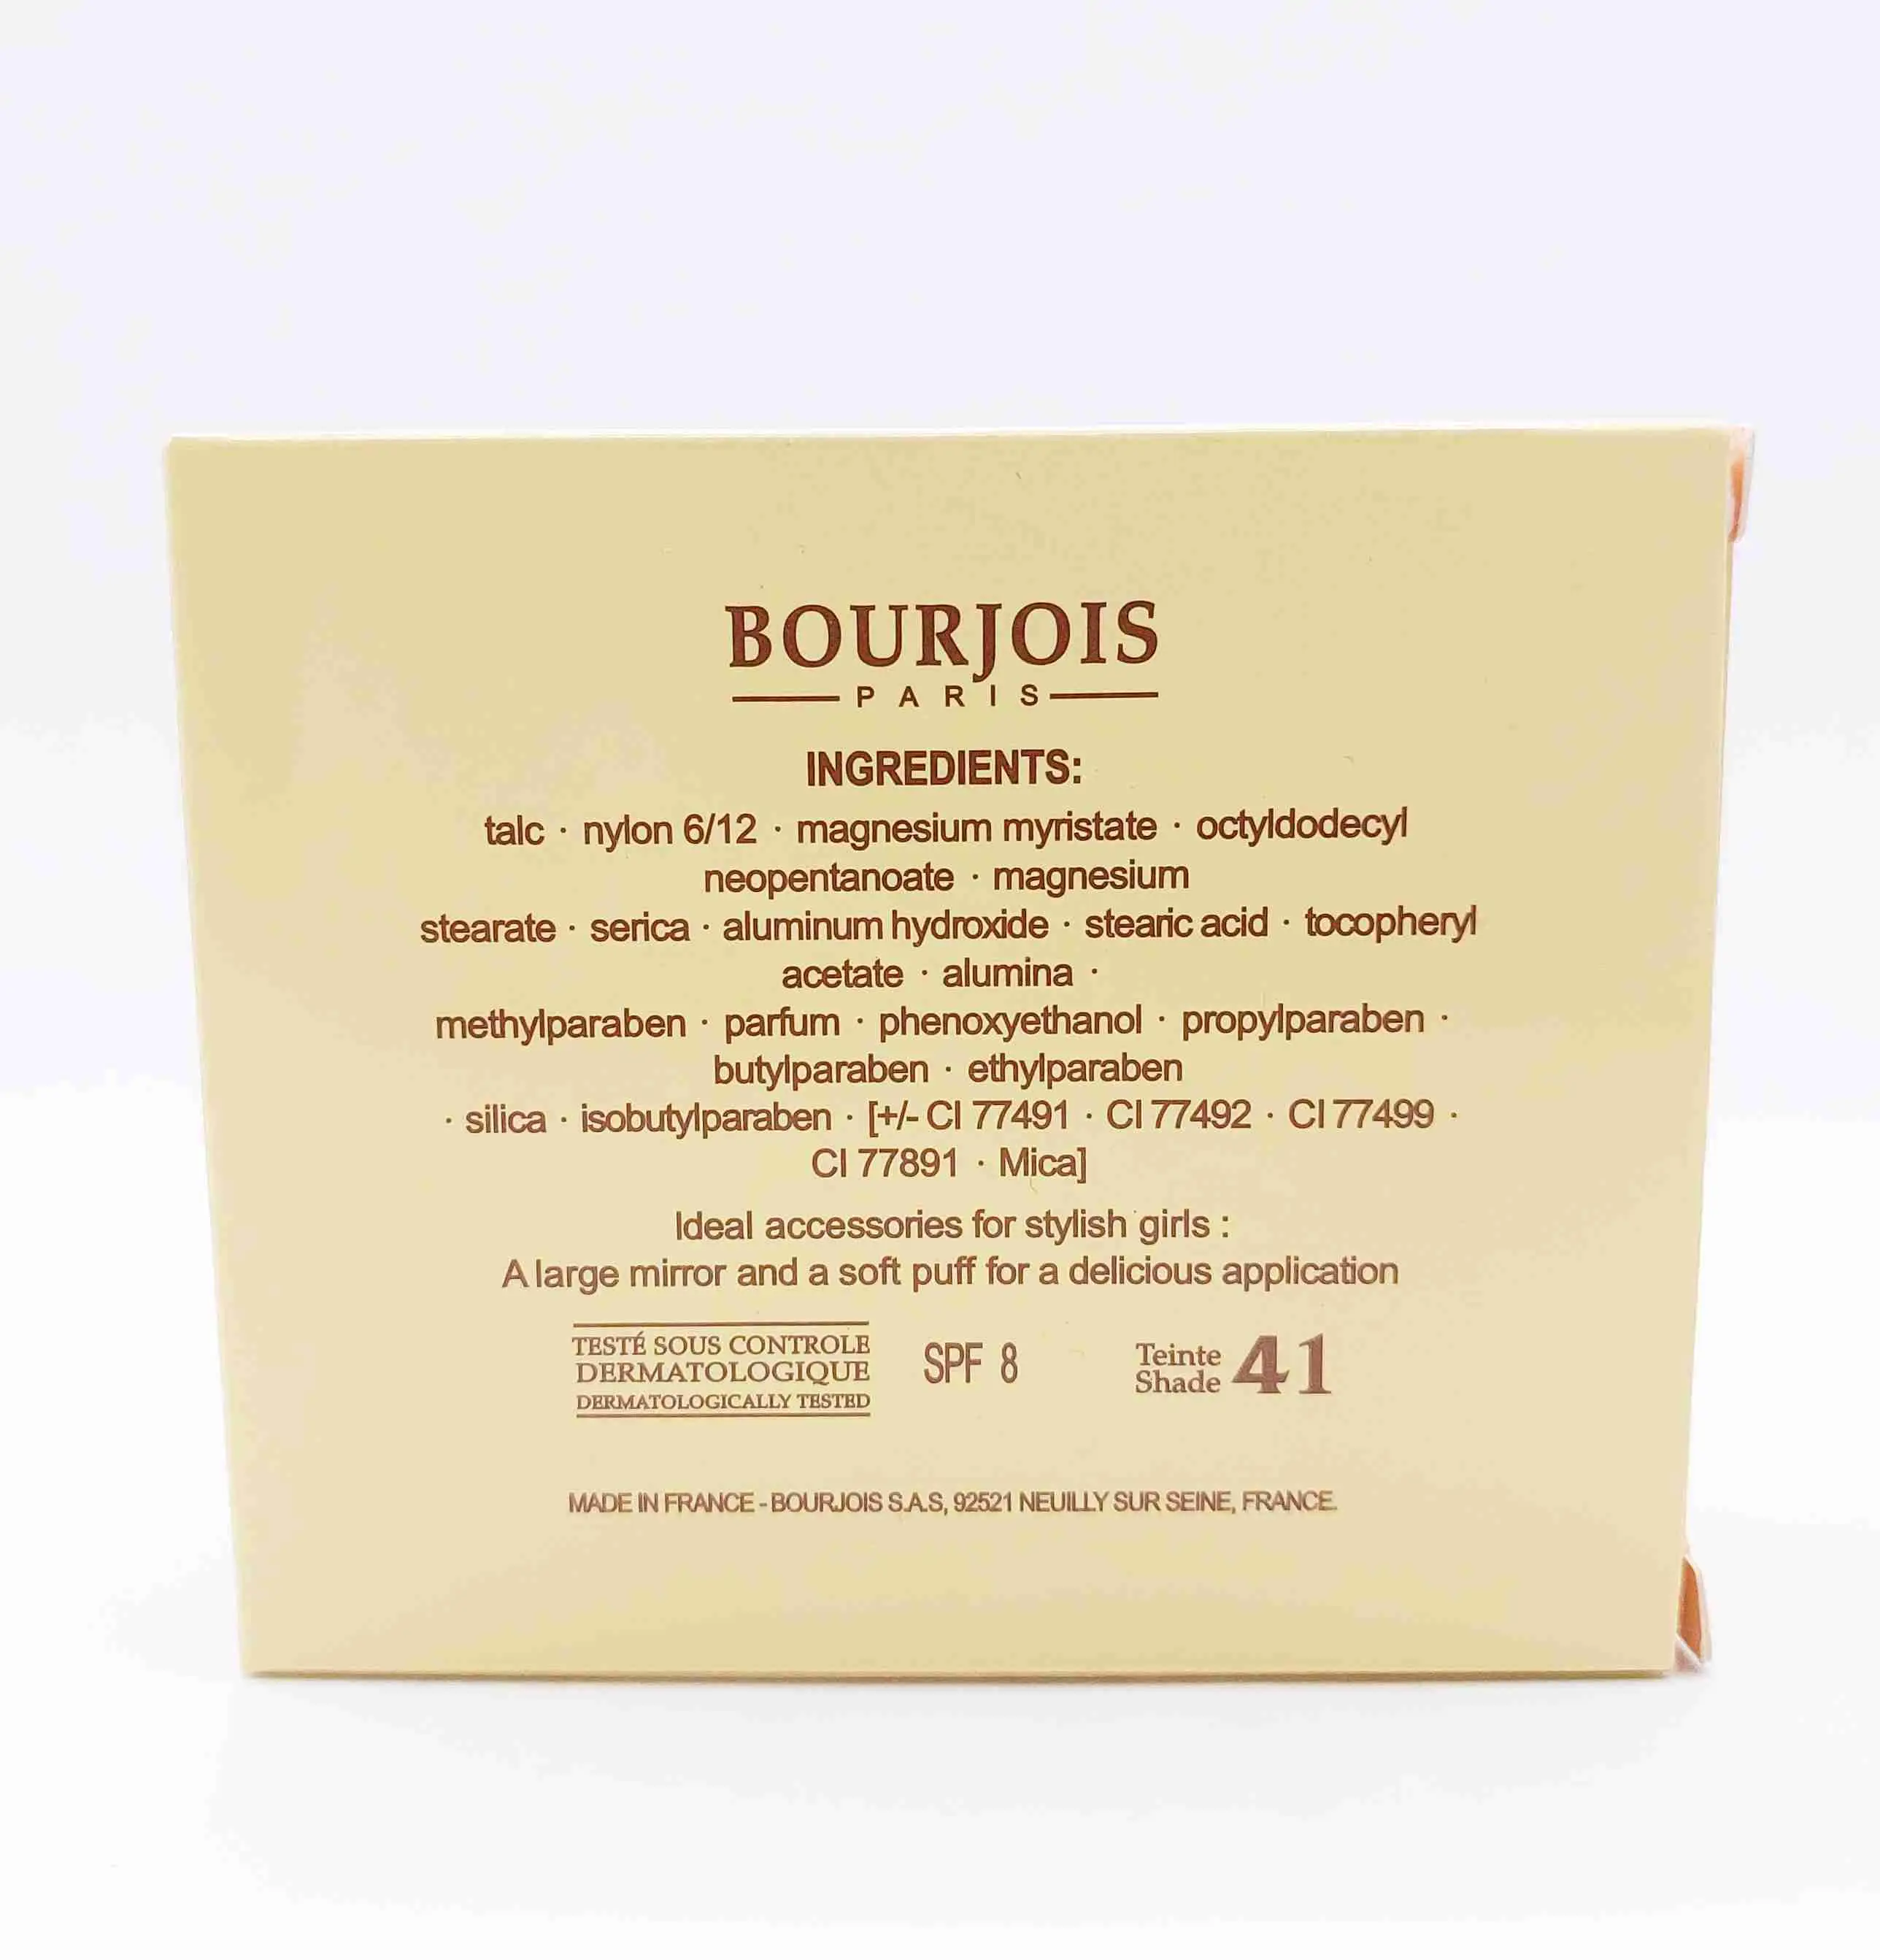 BOURJOIS
PARIS
INGREDIENTS:
talc · nylon 6/12 · magnesium myristate · octyldodecyl
neopentanoate · magnesium
stearate · serica · aluminum hydroxide · stearic acid · tocopheryl
acetate · alumina ·
methylparaben · parfum · phenoxyethanol · propylparaben ·
butylparaben · ethylparaben
· silica · isobutylparaben · [+/- CI 77491 · CI 77492 · CI 77499 ·
CI 77891 · Mica]
Ideal accessories for stylish girls :
A large mirror and a soft puff for a delicious application
TESTÉ SOUS CONTROLE
DERMATOLOGIQUE
DERMATOLOGICALLY TESTED
SPF 8
Teinte
Shade 41
MADE IN FRANCE - BOURJOIS S.A.S, 92521 NEUILLY SUR SEINE, FRANCE.